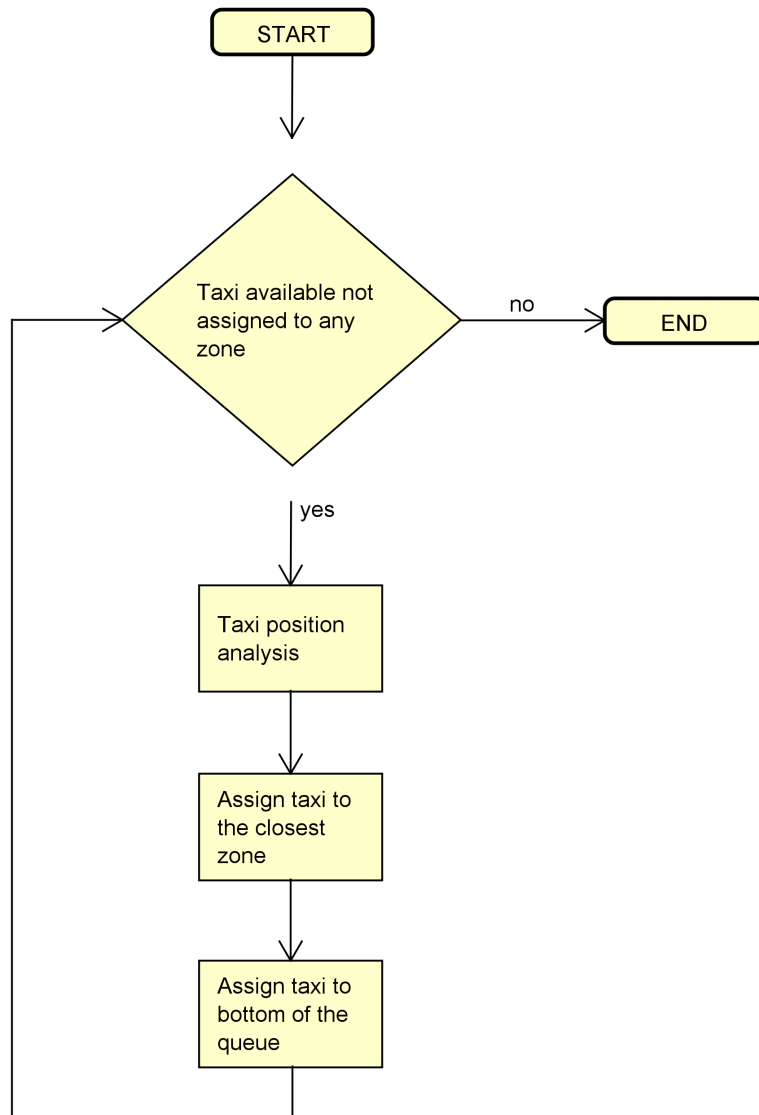 START
Taxi available not
assigned to any
zone
no
END
yes
Taxi position
analysis
Assign taxi to
the closest
zone
Assign taxi to
bottom of the
queue